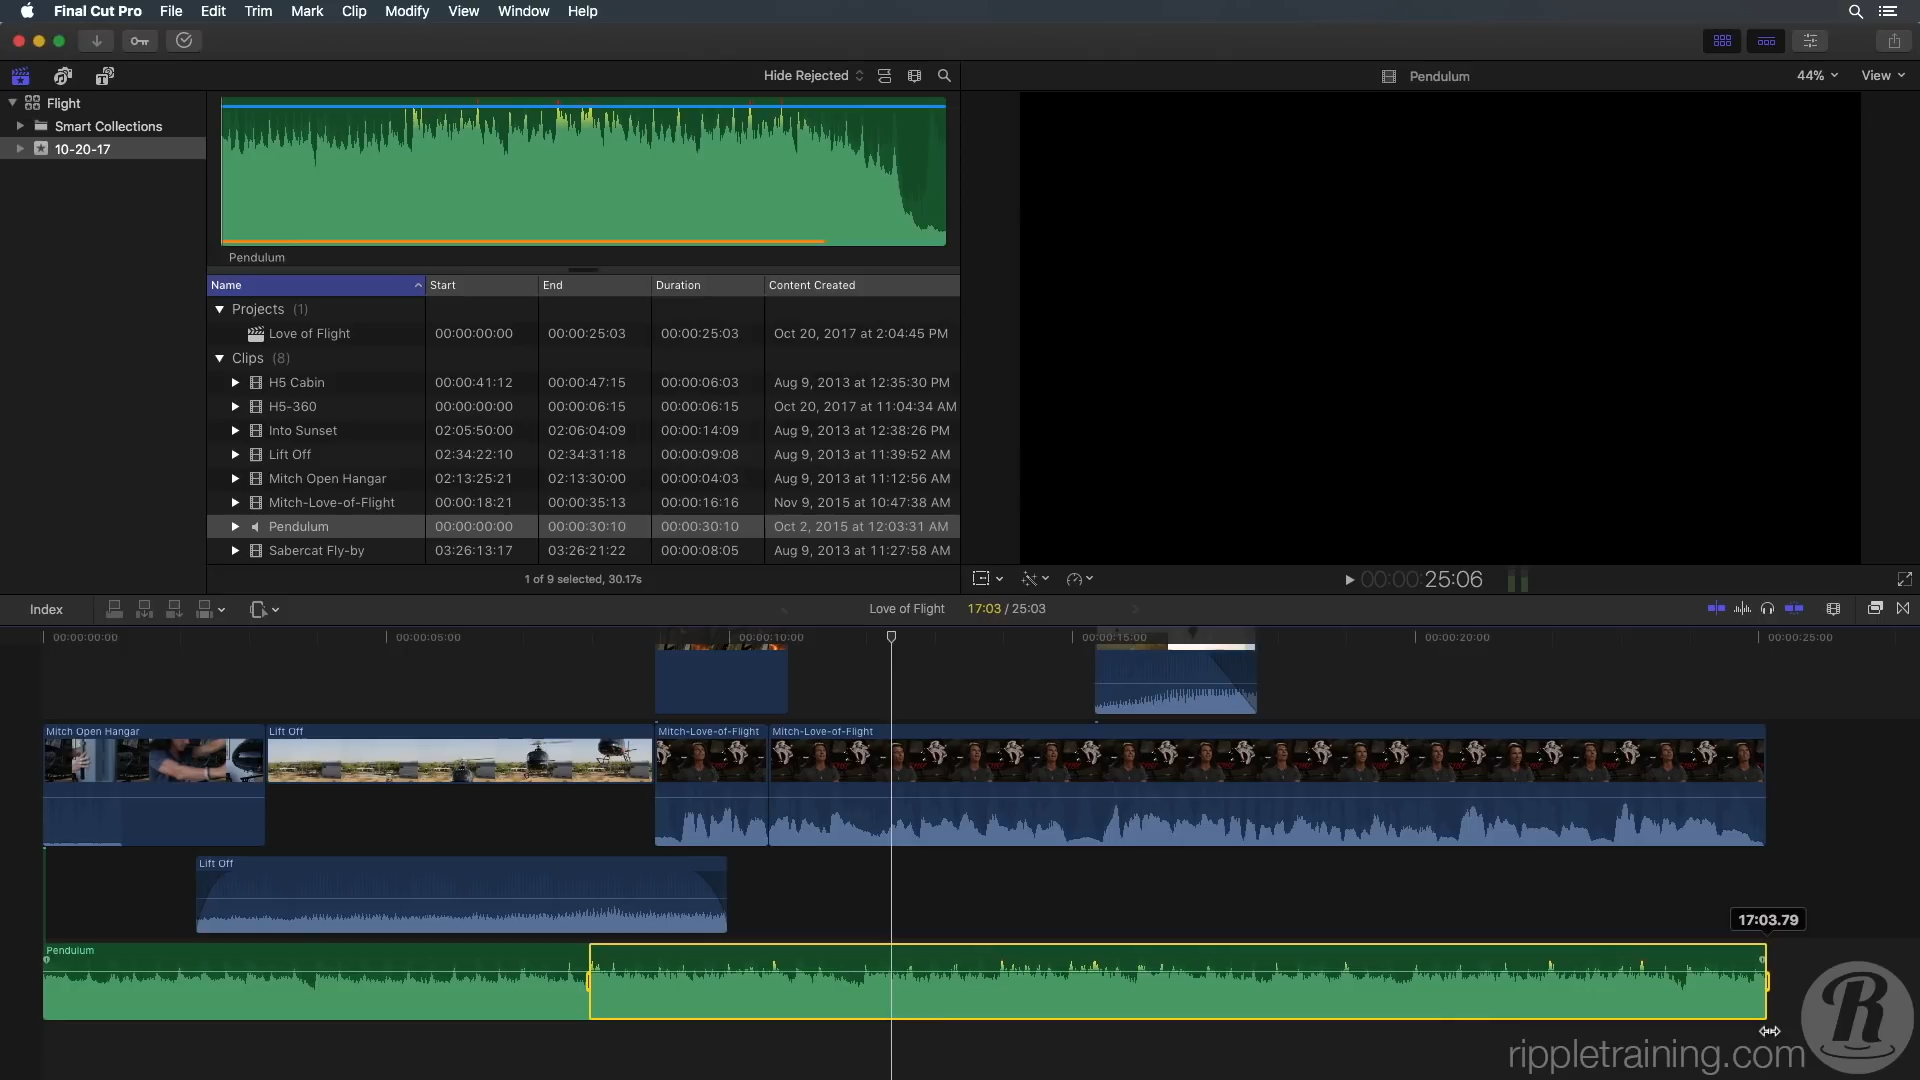 Final Cut Pro File Edit Trim Mark Clip Modify View Window Help
Hide Rejected
Pendulum
44%
View
Flight
Smart Collections
10-20-17
Pendulum
Name Start End Duration Content Created
Projects (1)
Love of Flight 00:00:00:00 00:00:25:03 00:00:25:03 Oct 20, 2017 at 2:04:45 PM
Clips (8)
H5 Cabin 00:00:41:12 00:00:47:15 00:00:06:03 Aug 9, 2013 at 12:35:30 PM
H5-360 00:00:00:00 00:00:06:15 00:00:06:15 Oct 20, 2017 at 11:04:34 AM
Into Sunset 02:05:50:00 02:06:04:09 00:00:14:09 Aug 9, 2013 at 12:38:26 PM
Lift Off 02:34:22:10 02:34:31:18 00:00:09:08 Aug 9, 2013 at 11:39:52 AM
Mitch Open Hangar 02:13:25:21 02:13:30:00 00:00:04:03 Aug 9, 2013 at 11:12:56 AM
Mitch-Love-of-Flight 00:00:18:21 00:00:35:13 00:00:16:16 Nov 9, 2015 at 10:47:38 AM
Pendulum 00:00:00:00 00:00:30:10 00:00:30:10 Oct 2, 2015 at 12:03:31 AM
Sabercat Fly-by 03:26:13:17 03:26:21:22 00:00:08:05 Aug 9, 2013 at 11:27:58 AM
1 of 9 selected, 30.17s
00:00:25:06
Index
Love of Flight 17:03 / 25:03
00:00:00:00 00:00:05:00 00:00:10:00 00:00:15:00 00:00:20:00 00:00:25:00
Mitch Open Hangar Lift Off Mitch-Love-of-Flight Mitch-Love-of-Flight
Lift Off
17:03.79
Pendulum
R
rippletraining.com